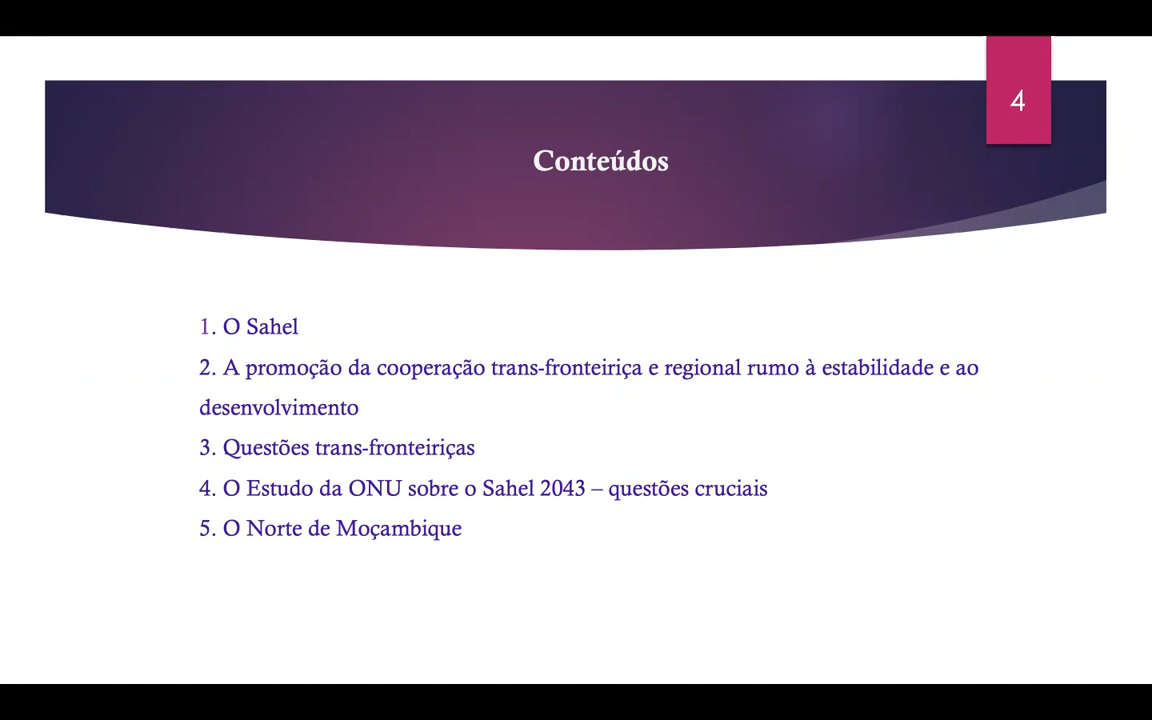 4
Conteúdos
1. O Sahel
2. A promoção da cooperação trans-fronteiriça e regional rumo à estabilidade e ao
desenvolvimento
3. Questões trans-fronteiriças
4. O Estudo da ONU sobre o Sahel 2043 – questões cruciais
5. O Norte de Moçambique